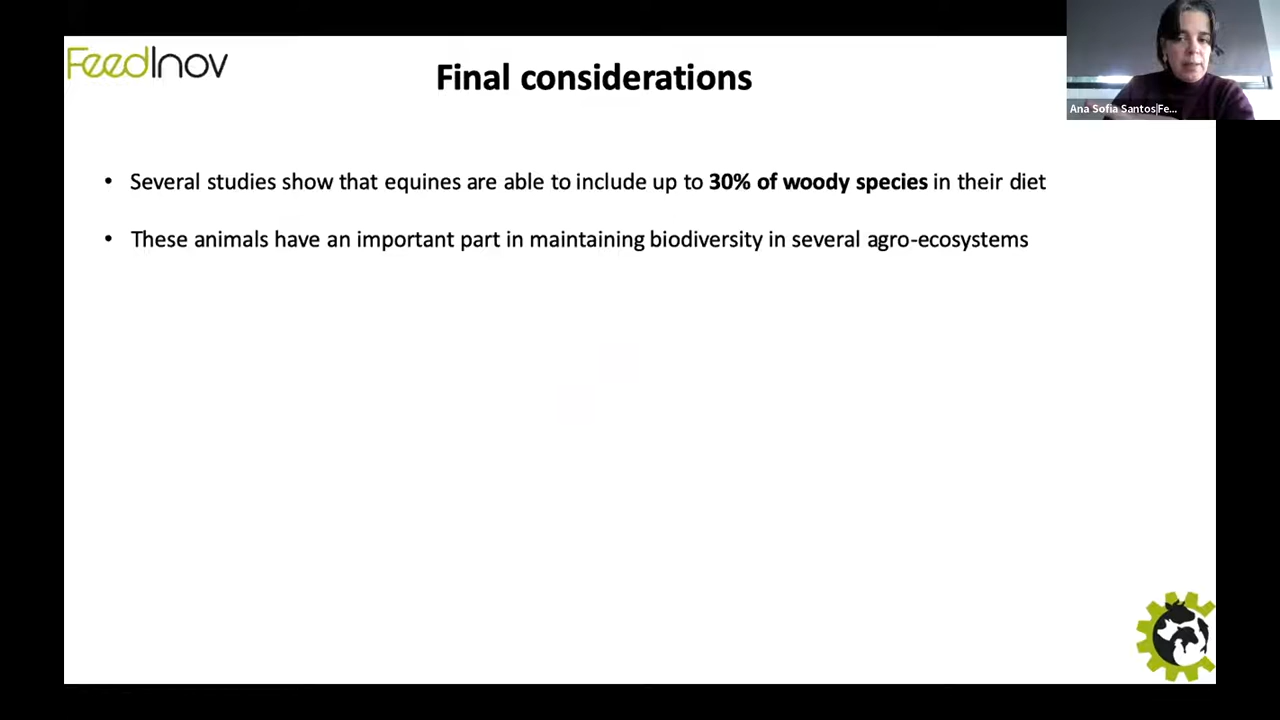 FeedInov
Final considerations
Ana Sofia Santos|Fe...
• Several studies show that equines are able to include up to 30% of woody species in their diet
• These animals have an important part in maintaining biodiversity in several agro-ecosystems